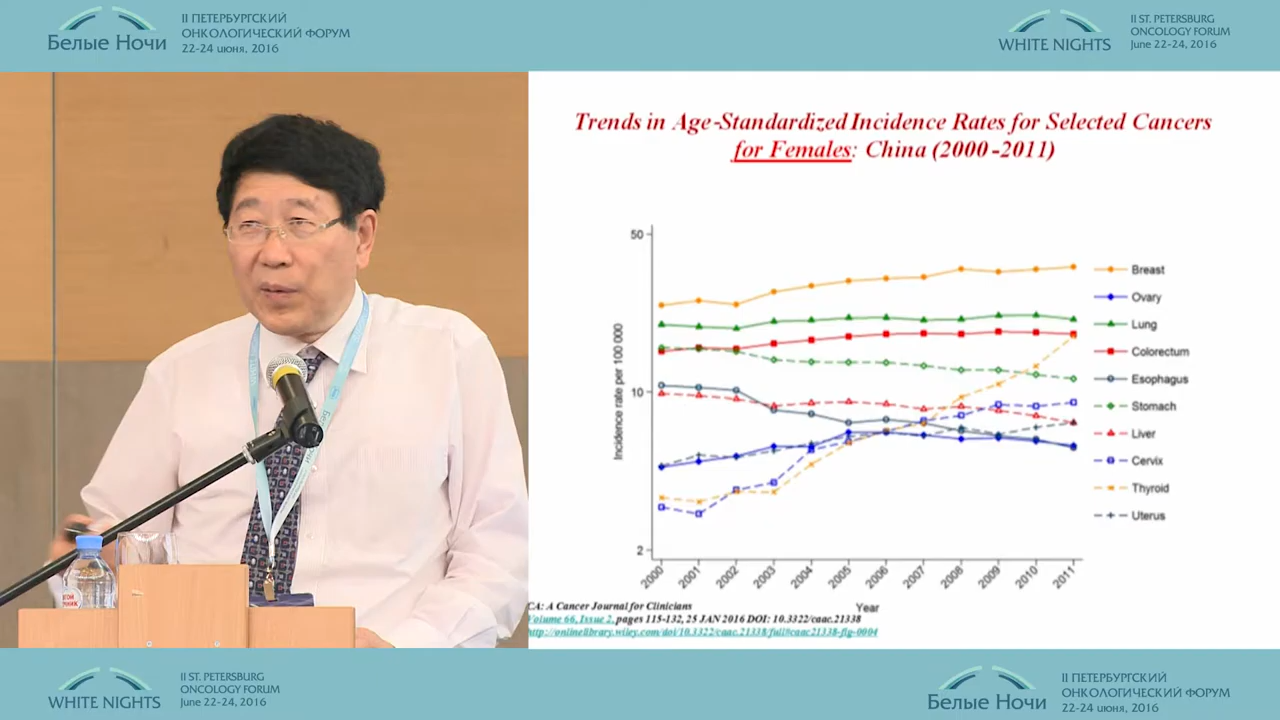 Белые Ночи
II ПЕТЕРБУРГСКИЙ
ОНКОЛОГИЧЕСКИЙ ФОРУМ
22-24 июня, 2016
WHITE NIGHTS
II ST. PETERSBURG
ONCOLOGY FORUM
June 22-24, 2016
Trends in Age-Standardized Incidence Rates for Selected Cancers
for Females: China (2000-2011)
Incidence rate per 100 000
50
10
2
2000 2001 2002 2003 2004 2005 2006 2007 2008 2009 2010 2011
Year
Breast
Ovary
Lung
Colorectum
Esophagus
Stomach
Liver
Cervix
Thyroid
Uterus
CA: A Cancer Journal for Clinicians
Volume 66, Issue 2, pages 115-132, 25 JAN 2016 DOI: 10.3322/caac.21338
http://onlinelibrary.wiley.com/doi/10.3322/caac.21338/full#caac21338-fig-0004
WHITE NIGHTS
II ST. PETERSBURG
ONCOLOGY FORUM
June 22-24, 2016
Белые Ночи
II ПЕТЕРБУРГСКИЙ
ОНКОЛОГИЧЕСКИЙ ФОРУМ
22-24 июня, 2016